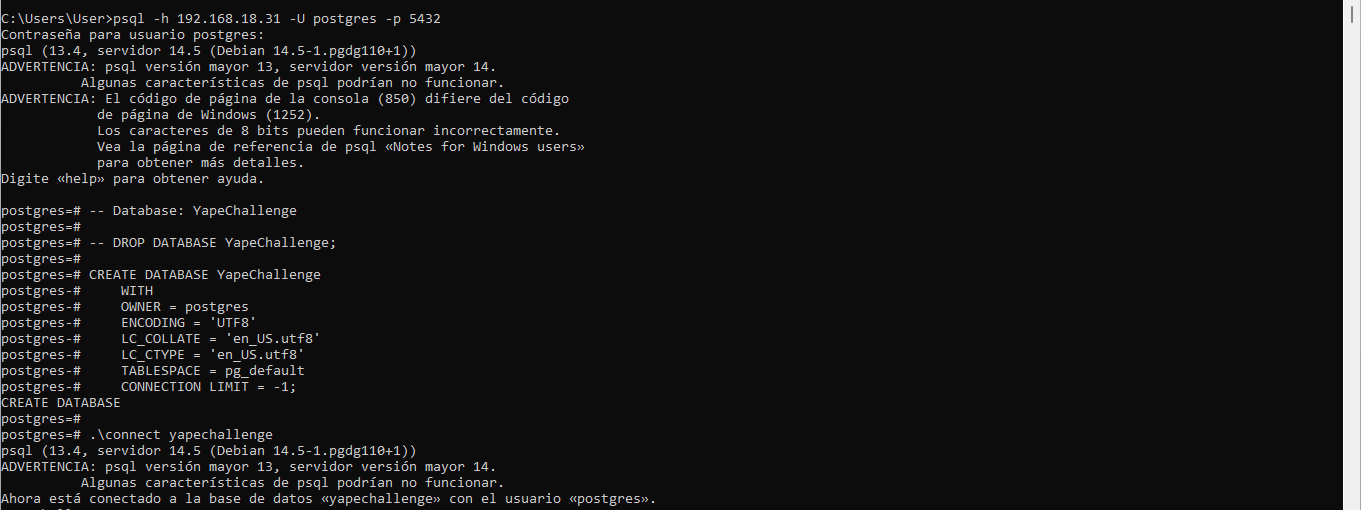 C:\Users\User>psql -h 192.168.18.31 -U postgres -p 5432
Contraseña para usuario postgres:
psql (13.4, servidor 14.5 (Debian 14.5-1.pgdg110+1))
ADVERTENCIA: psql versión mayor 13, servidor versión mayor 14.
          Algunas características de psql podrían no funcionar.
ADVERTENCIA: El código de página de la consola (850) difiere del código
            de página de Windows (1252).
            Los caracteres de 8 bits pueden funcionar incorrectamente.
            Vea la página de referencia de psql «Notes for Windows users»
            para obtener más detalles.
Digite «help» para obtener ayuda.

postgres=# -- Database: YapeChallenge
postgres=#
postgres=# -- DROP DATABASE YapeChallenge;
postgres=#
postgres=# CREATE DATABASE YapeChallenge
postgres-#     WITH
postgres-#     OWNER = postgres
postgres-#     ENCODING = 'UTF8'
postgres-#     LC_COLLATE = 'en_US.utf8'
postgres-#     LC_CTYPE = 'en_US.utf8'
postgres-#     TABLESPACE = pg_default
postgres-#     CONNECTION LIMIT = -1;
CREATE DATABASE
postgres=#
postgres=# .\connect yapechallenge
psql (13.4, servidor 14.5 (Debian 14.5-1.pgdg110+1))
ADVERTENCIA: psql versión mayor 13, servidor versión mayor 14.
          Algunas características de psql podrían no funcionar.
Ahora está conectado a la base de datos «yapechallenge» con el usuario «postgres».